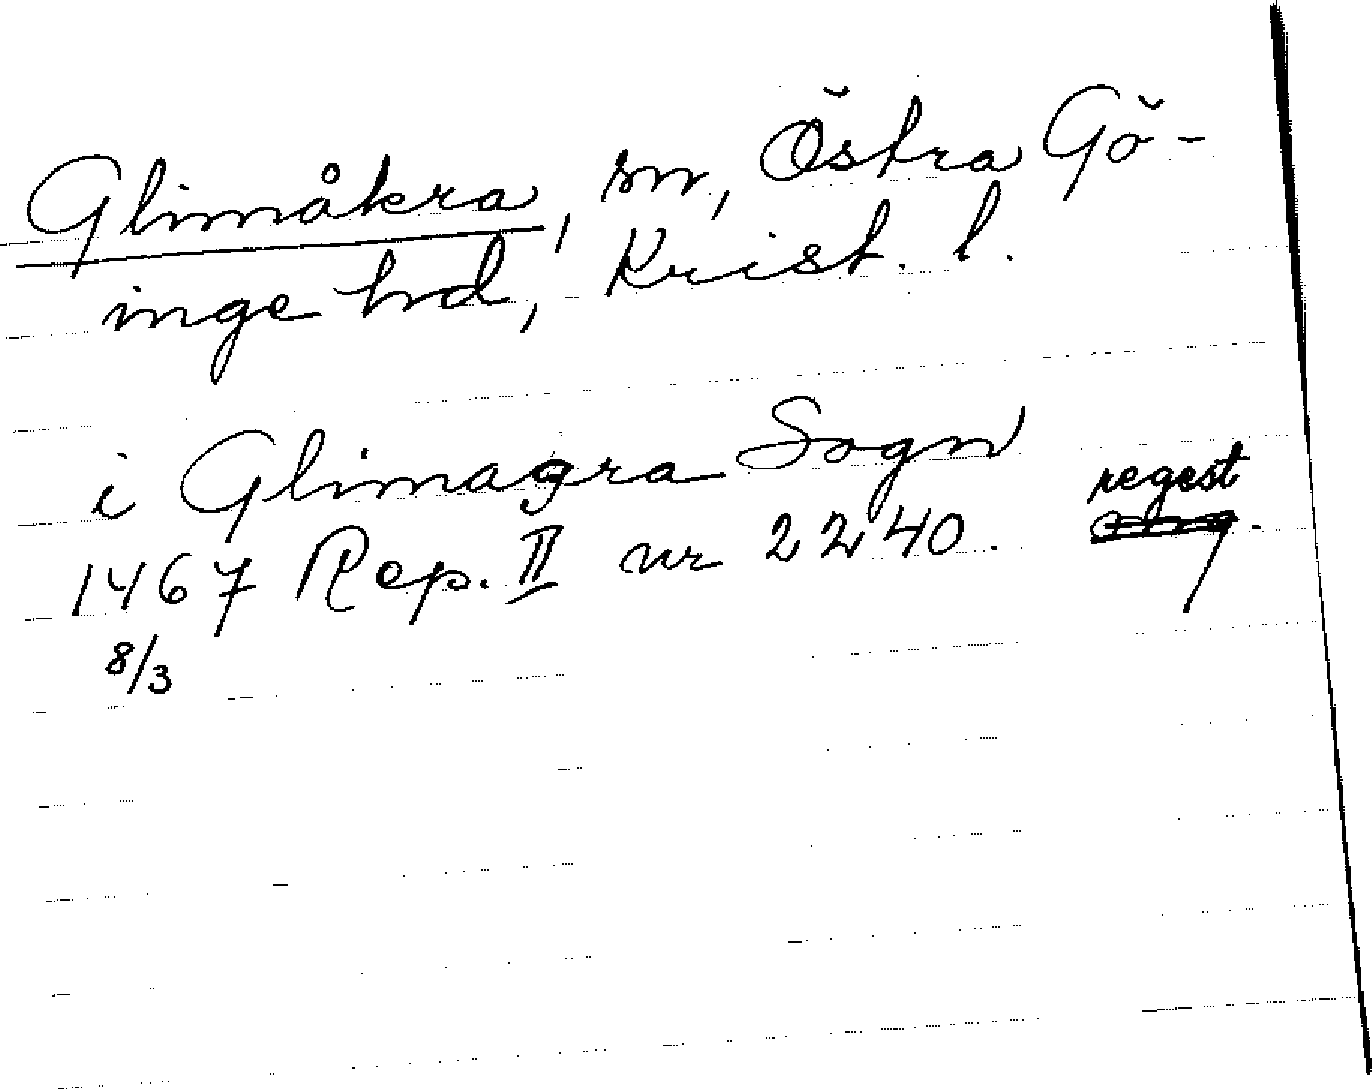 Glimåkra, sn, Östra Gö-
inge hd, Krist. l.
i Glimagra Sogn
regest
1467 Rep. II nr 2240.
8/3